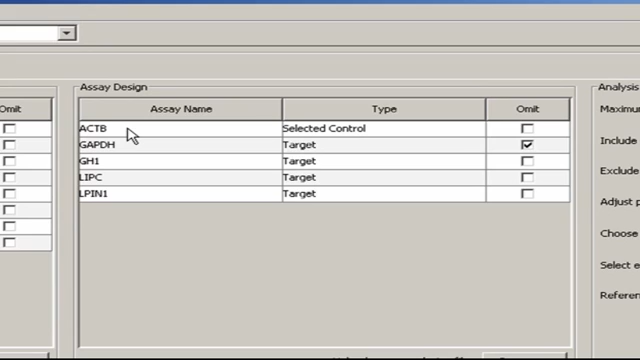 Assay Design
Analysis
Omit
Assay Name Type Omit
Maximum
ACTB Selected Control
GAPDH Target
Include
GH1 Target
Exclude
LIPC Target
LPIN1 Target
Adjust p
Choose
Select e
Referen